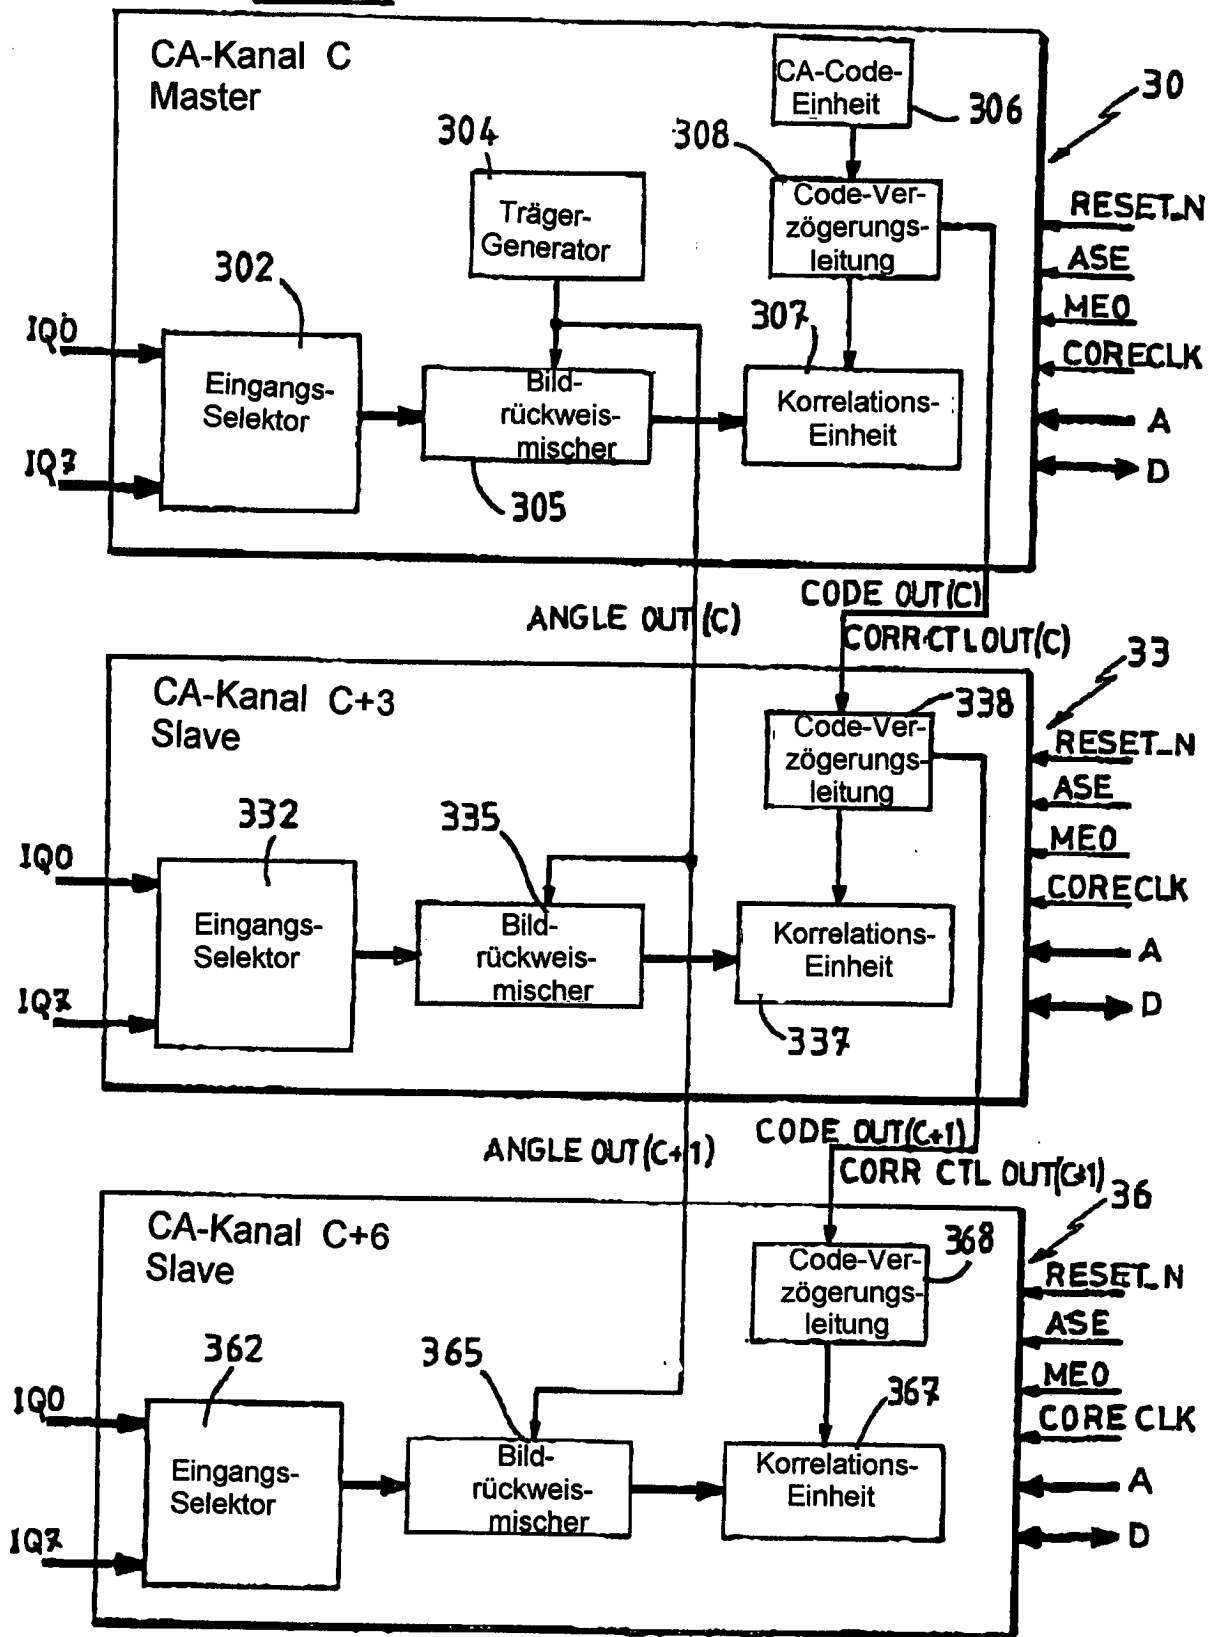 CA-Kanal C
Master
CA-Code-
Einheit
306
30
304
308
Träger-
Generator
Code-Ver-
zögerungs-
leitung
RESET_N
ASE
302
307
MEO
IQ0
CORECLK
Eingangs-
Selektor
Bild-
rückweis-
mischer
Korrelations-
Einheit
A
IQ7
D
305
CODE OUT(C)
ANGLE OUT(C)
CORR CTL OUT(C)
33
CA-Kanal C+3
Slave
338
Code-Ver-
zögerungs-
leitung
RESET_N
ASE
332
335
MEO
IQ0
CORECLK
Eingangs-
Selektor
Bild-
rückweis-
mischer
Korrelations-
Einheit
A
IQ7
D
337
CODE OUT(C+1)
ANGLE OUT(C+1)
CORR CTL OUT(C+1)
36
CA-Kanal C+6
Slave
368
Code-Ver-
zögerungs-
leitung
RESET_N
ASE
362
365
MEO
367
IQ0
CORE CLK
Eingangs-
Selektor
Bild-
rückweis-
mischer
Korrelations-
Einheit
A
IQ7
D